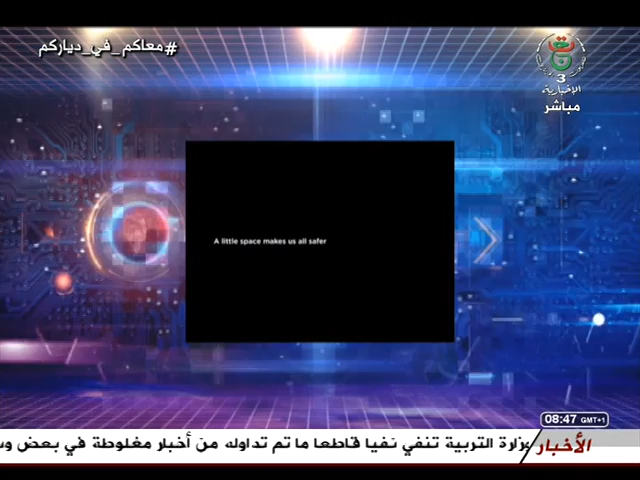 #معاكم_في_دياركم
3
الإخبارية
مباشر
A little space makes us all safer
08:47 GMT+1
الأخبار
وزارة التربية تنفي نفيا قاطعا ما تم تداوله من أخبار مغلوطة في بعض